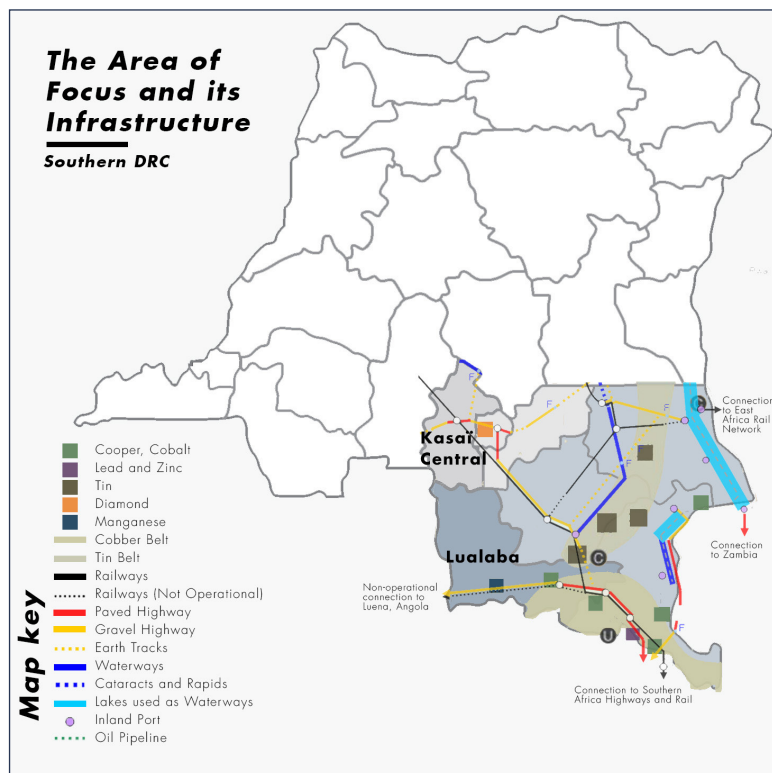 The Area of
Focus and its
Infrastructure
Southern DRC
F
F
C
Connection
to East
Africa Rail
Network
F
Kasaï
Central
F
Lualaba
C
Connection
to Zambia
Non-operational
connection to
Luena, Angola
U
F
Connection to Southern
Africa Highways and Rail
Map key
Cooper, Cobalt
Lead and Zinc
Tin
Diamond
Manganese
Cobber Belt
Tin Belt
Railways
Railways (Not Operational)
Paved Highway
Gravel Highway
Earth Tracks
Waterways
Cataracts and Rapids
Lakes used as Waterways
Inland Port
Oil Pipeline